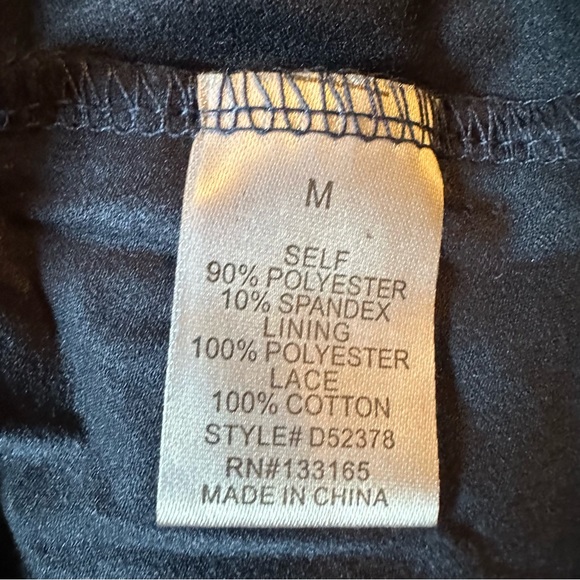 M
SELF
90% POLYESTER
10% SPANDEX
LINING
100% POLYESTER
LACE
100% COTTON
STYLE# D52378
RN#133165
MADE IN CHINA